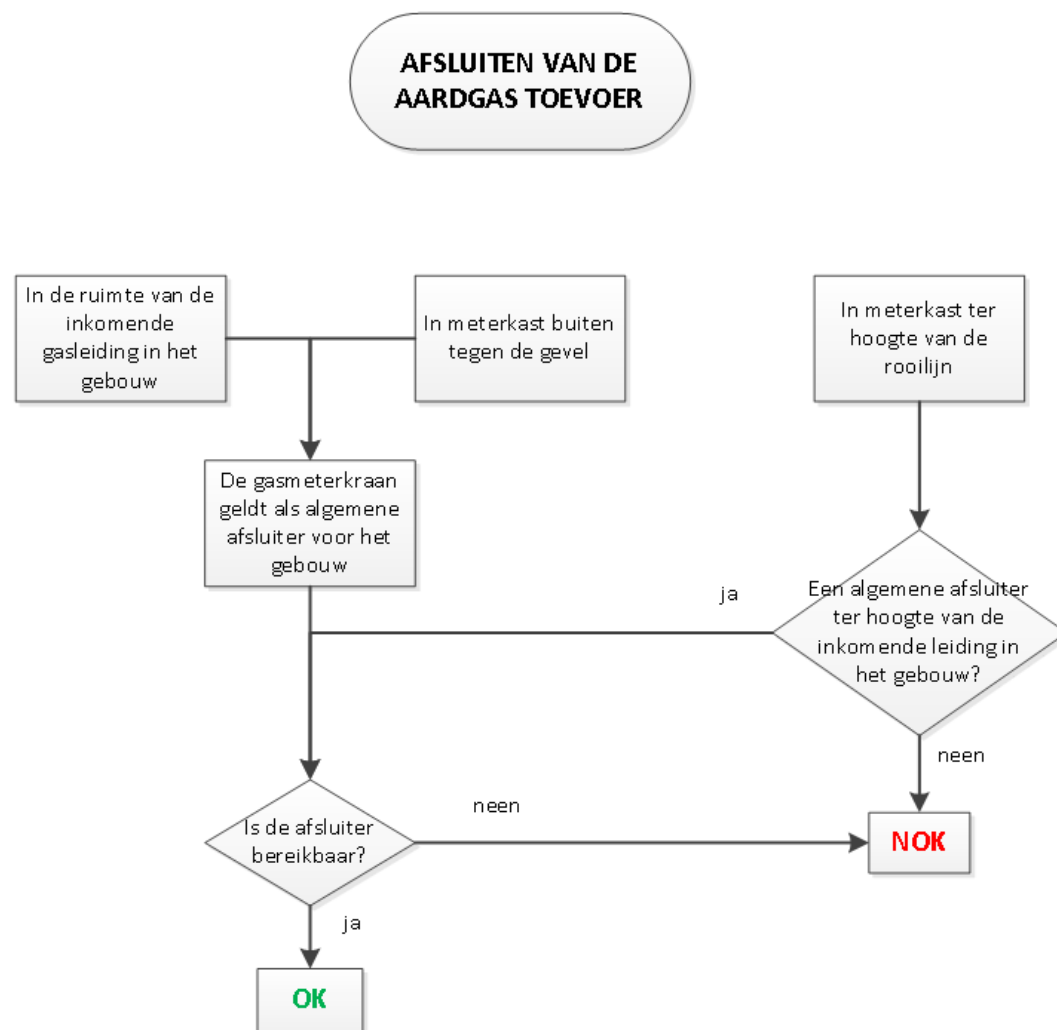 AFSLUITEN VAN DE
AARDGAS TOEVOER
In de ruimte van de
inkomende
gasleiding in het
gebouw
In meterkast buiten
tegen de gevel
In meterkast ter
hoogte van de
rooilijn
De gasmeterkraan
geldt als algemene
afsluiter voor het
gebouw
ja
Een algemene afsluiter
ter hoogte van de
inkomende leiding in
het gebouw?
neen
Is de afsluiter
bereikbaar?
neen
NOK
ja
OK